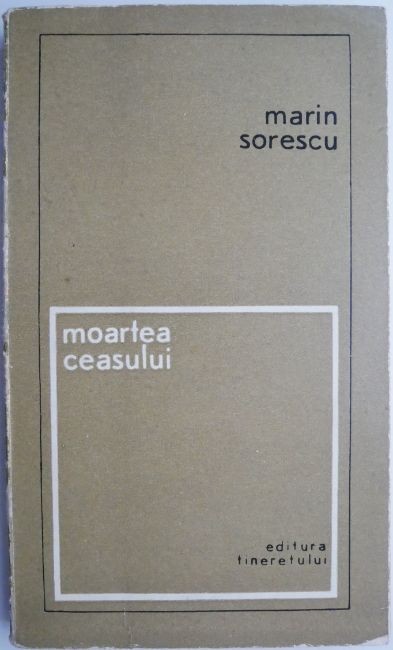 marin
sorescu
moartea
ceasului
editura
tineretului